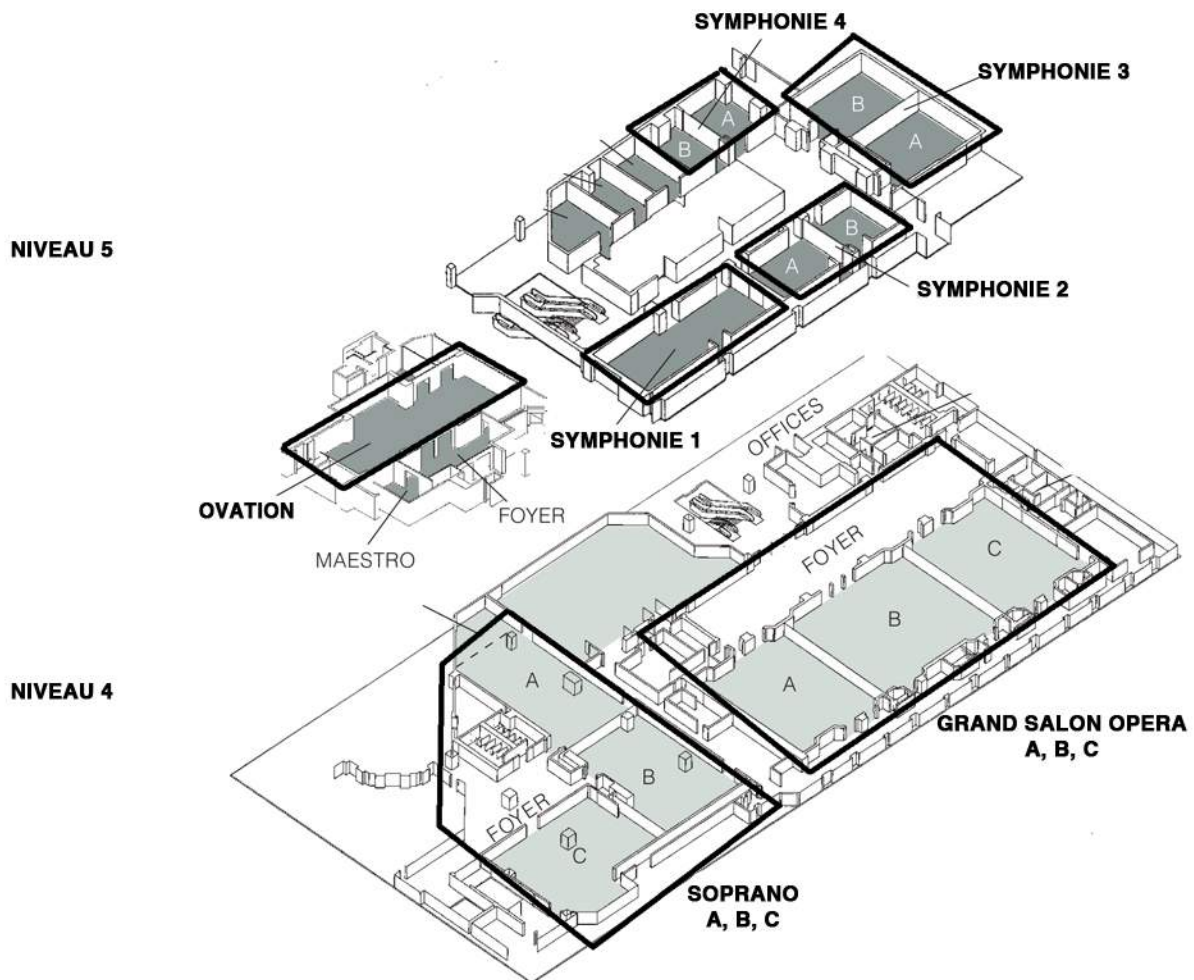 SYMPHONIE 4
SYMPHONIE 3
B
A
A
B
NIVEAU 5
B
A
SYMPHONIE 2
SYMPHONIE 1
OFFICES
OVATION
FOYER
MAESTRO
FOYER
C
B
A
A
NIVEAU 4
GRAND SALON OPERA
A, B, C
B
FOYER
C
SOPRANO
A, B, C